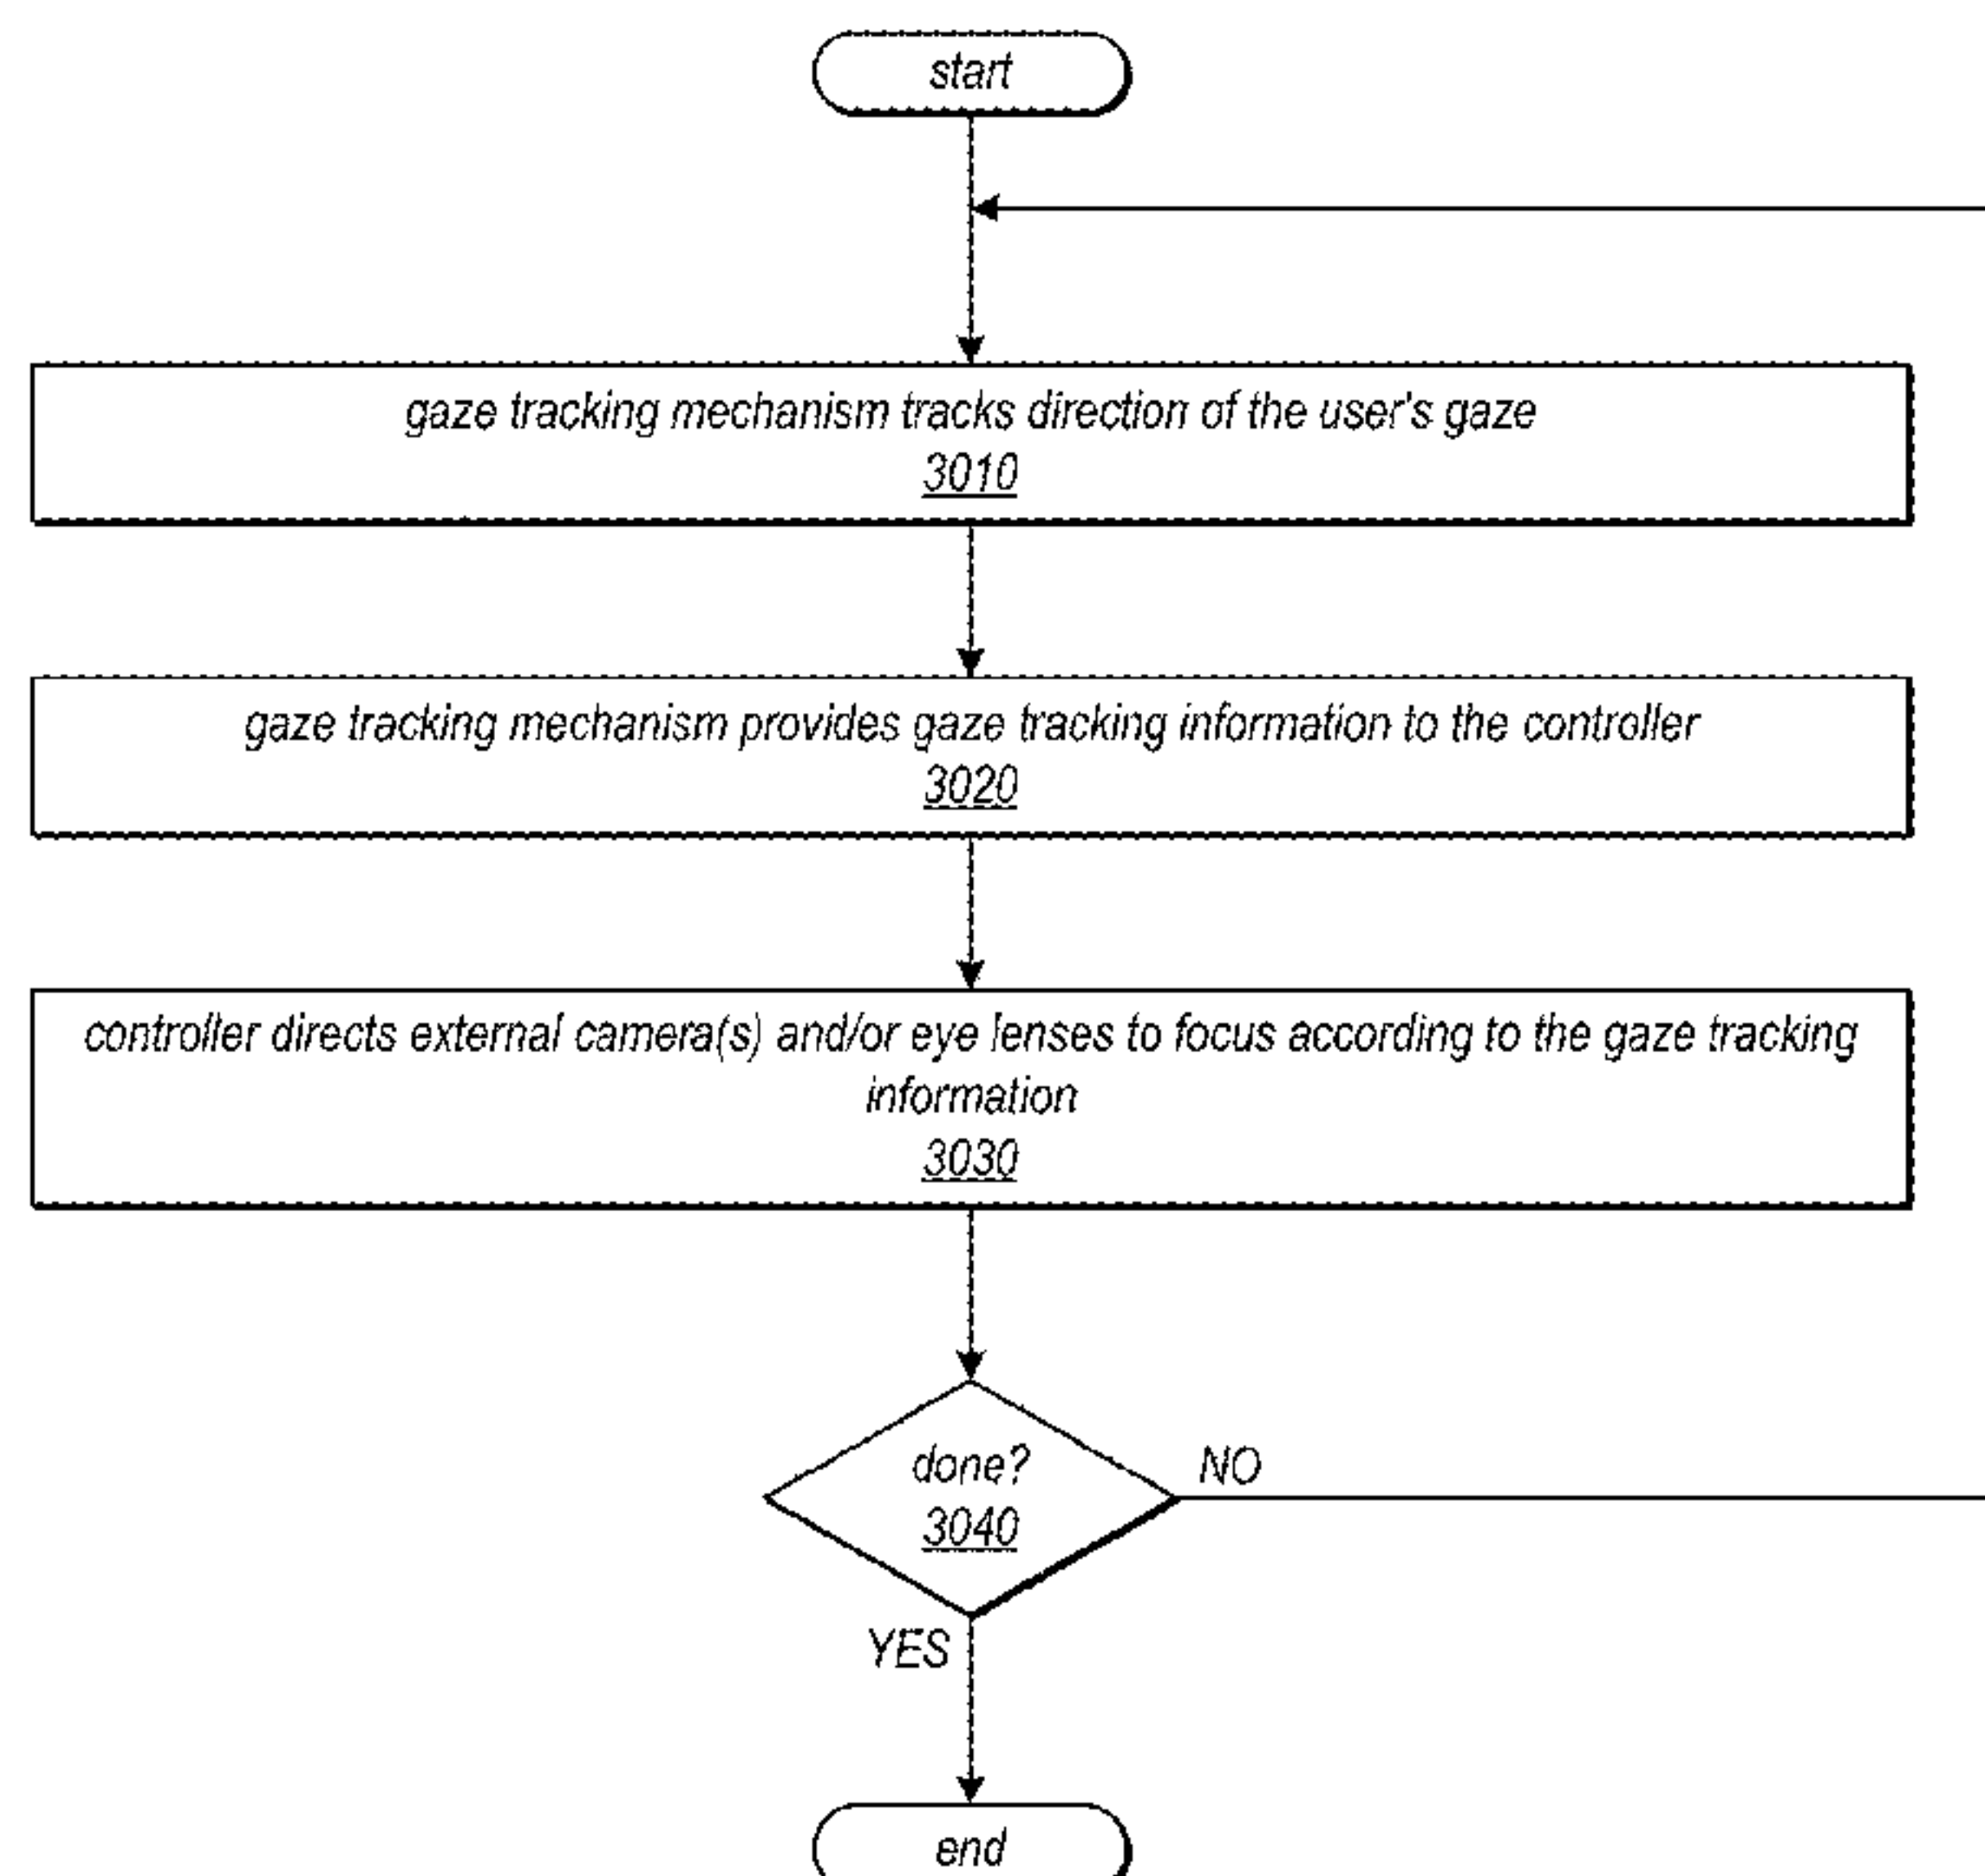 start
gaze tracking mechanism tracks direction of the user's gaze
3010
gaze tracking mechanism provides gaze tracking information to the controller
3020
controller directs external camera(s) and/or eye lenses to focus according to the gaze tracking
information
3030
done?
NO
3040
YES
end